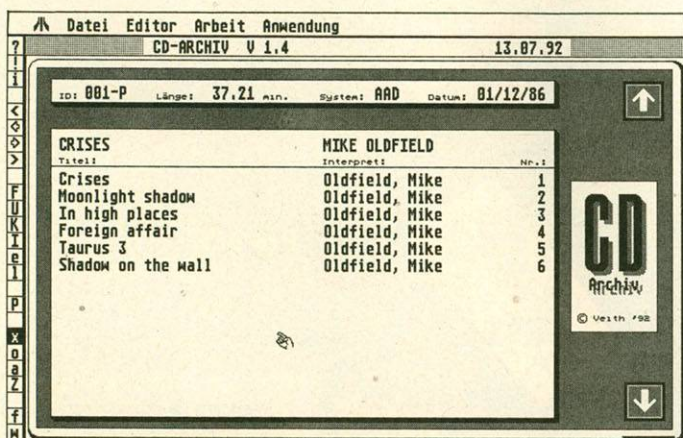 Datei Editor Arbeit Anwendung
CD-ARCHIV V 1.4 13.07.92
ID: 001-P Länge: 37.21 min. System: AAD Datum: 01/12/86
CRISES MIKE OLDFIELD
Titel: Interpret: Nr.:
Crises Oldfield, Mike 1
Moonlight shadow Oldfield, Mike 2
In high places Oldfield, Mike 3
Foreign affair Oldfield, Mike 4
Taurus 3 Oldfield, Mike 5
Shadow on the wall Oldfield, Mike 6
CD
Archiv
© Veith '92
?
!
i
<
>
F
U
K
I
e
l
P
X
o
a
Z
f
W